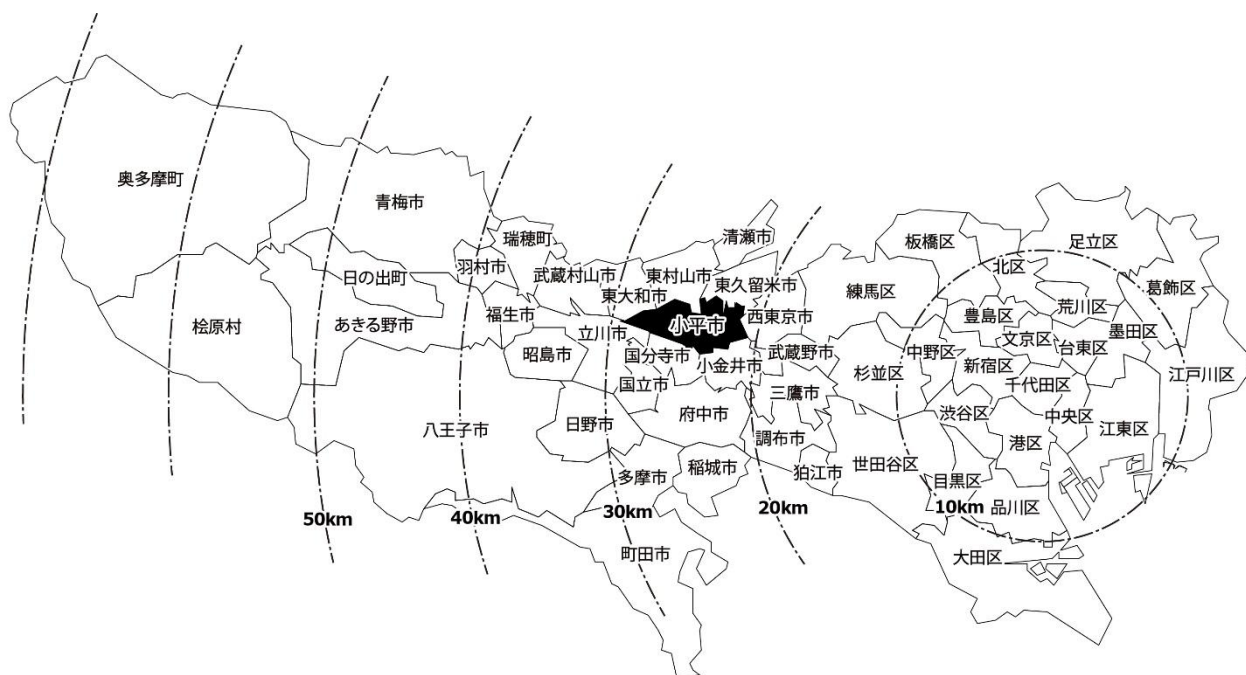 奥多摩町
青梅市
瑞穂町
清瀬市
板橋区
足立区
羽村市
日の出町
武蔵村山市
東村山市
東久留米市
北区
練馬区
葛飾区
東大和市
荒川区
桧原村
あきる野市
福生市
立川市
小平市
西東京市
豊島区
文京区
墨田区
昭島市
国分寺市
小金井市
武蔵野市
中野区
新宿区
台東区
杉並区
江戸川区
国立市
三鷹市
千代田区
八王子市
日野市
府中市
渋谷区
中央区
江東区
調布市
港区
多摩市
稲城市
狛江市
世田谷区
目黒区
50km
40km
30km
20km
10km
品川区
町田市
大田区